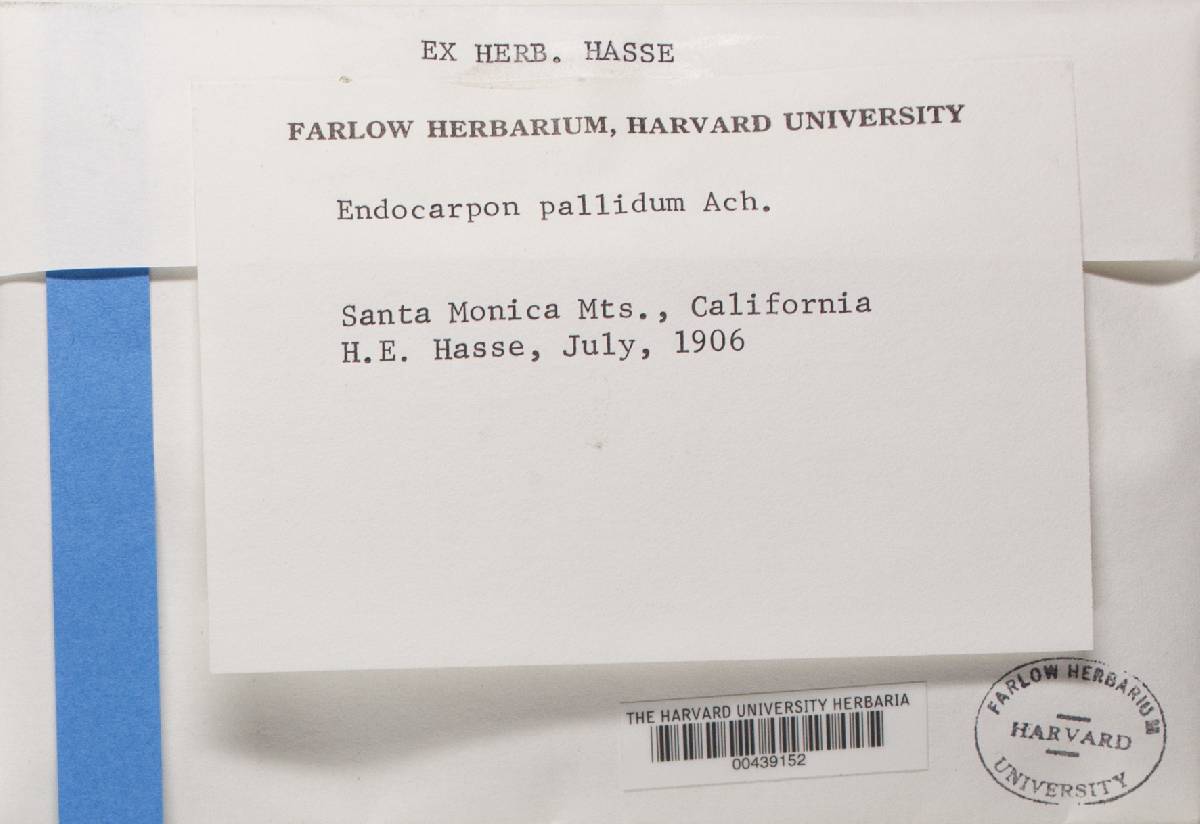 EX HERB. HASSE
FARLOW HERBARIUM, HARVARD UNIVERSITY
Endocarpon pallidum Ach.
Santa Monica Mts., California
H.E. Hasse, July, 1906
THE HARVARD UNIVERSITY HERBARIA
00439152
FARLOW HERBARIUM
HARVARD
UNIVERSITY